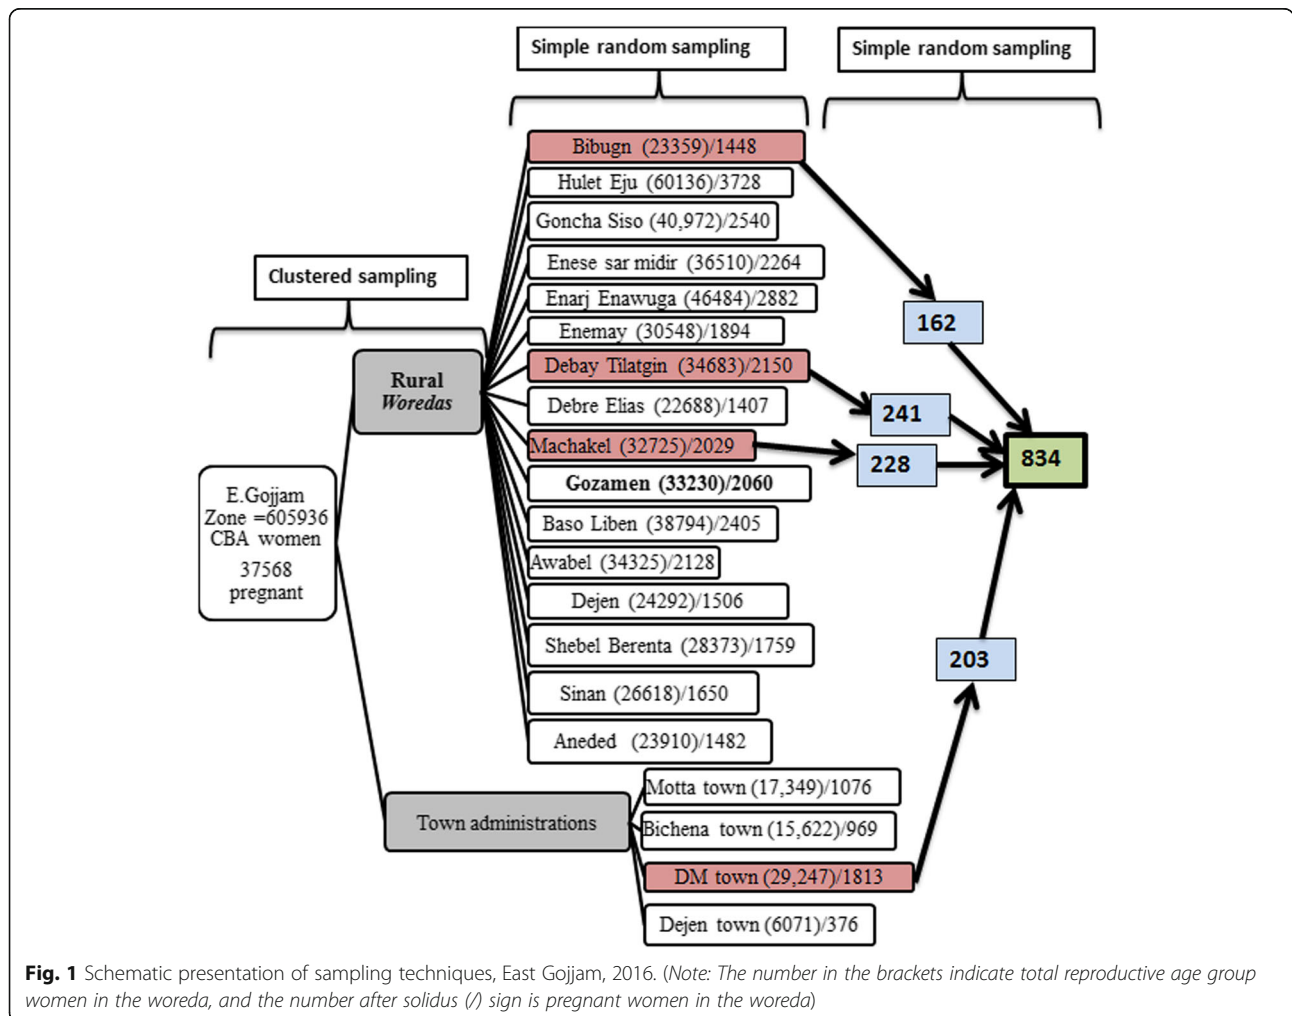 Simple random sampling
Simple random sampling
Clustered sampling
Bibugn (23359)/1448
Hulet Eju (60136)/3728
Goncha Siso (40,972)/2540
Enese sar midir (36510)/2264
Enarj Enawuga (46484)/2882
Enemay (30548)/1894
Debay Tilatgin (34683)/2150
Debre Elias (22688)/1407
Machakel (32725)/2029
Gozamen (33230)/2060
Baso Liben (38794)/2405
Awabel (34325)/2128
Dejen (24292)/1506
Shebel Berenta (28373)/1759
Sinan (26618)/1650
Aneded (23910)/1482
Rural
Woredas
E.Gojjam
Zone =605936
CBA women
37568
pregnant
Town administrations
Motta town (17,349)/1076
Bichena town (15,622)/969
DM town (29,247)/1813
Dejen town (6071)/376
162
241
228
203
834
Fig. 1 Schematic presentation of sampling techniques, East Gojjam, 2016. (Note: The number in the brackets indicate total reproductive age group
women in the woreda, and the number after solidus (/) sign is pregnant women in the woreda)